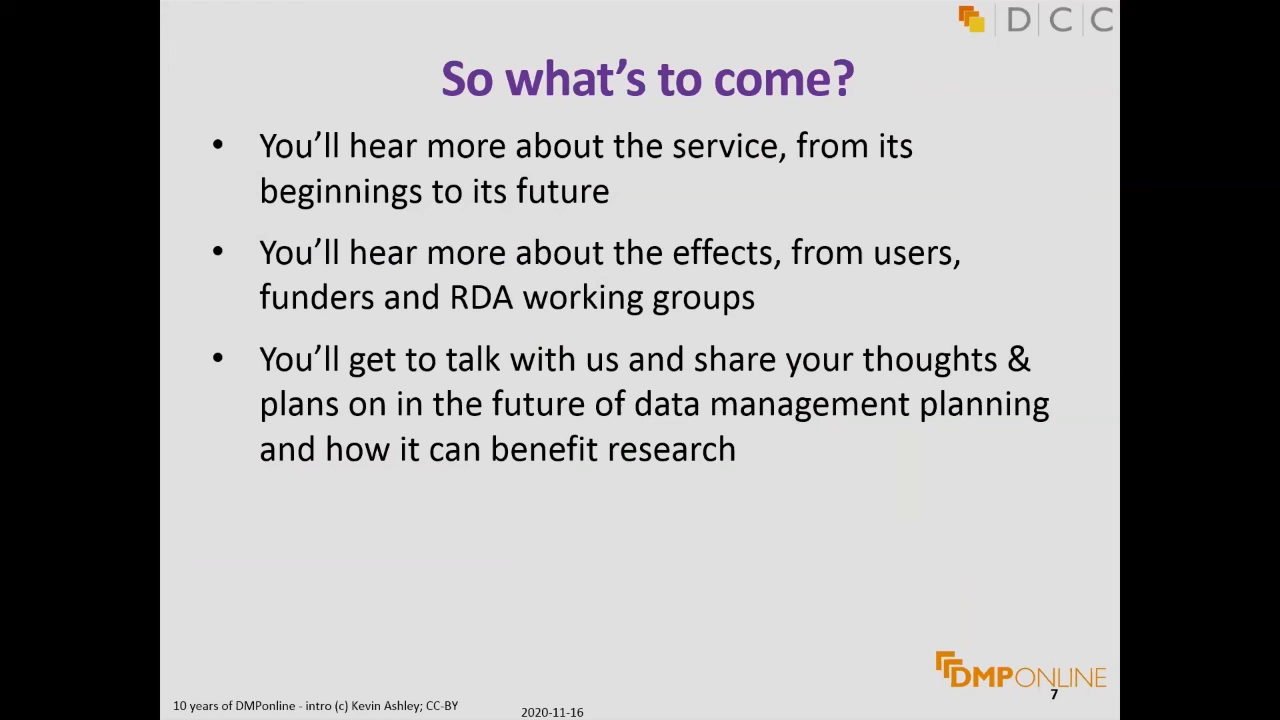 DCC
So what's to come?
• You'll hear more about the service, from its
beginnings to its future
• You'll hear more about the effects, from users,
funders and RDA working groups
• You'll get to talk with us and share your thoughts &
plans on in the future of data management planning
and how it can benefit research
DMPONLINE
7
10 years of DMPonline - intro (c) Kevin Ashley; CC-BY
2020-11-16